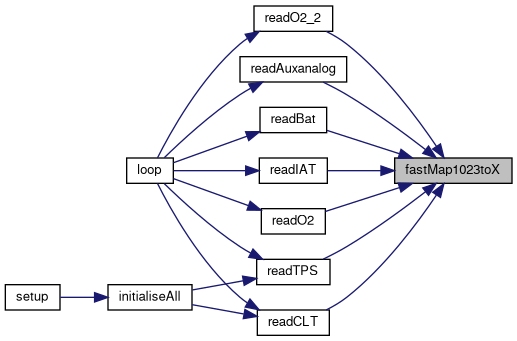 readO2_2
readAuxanalog
readBat
loop
readIAT
fastMap1023toX
readO2
readTPS
setup
initialiseAll
readCLT